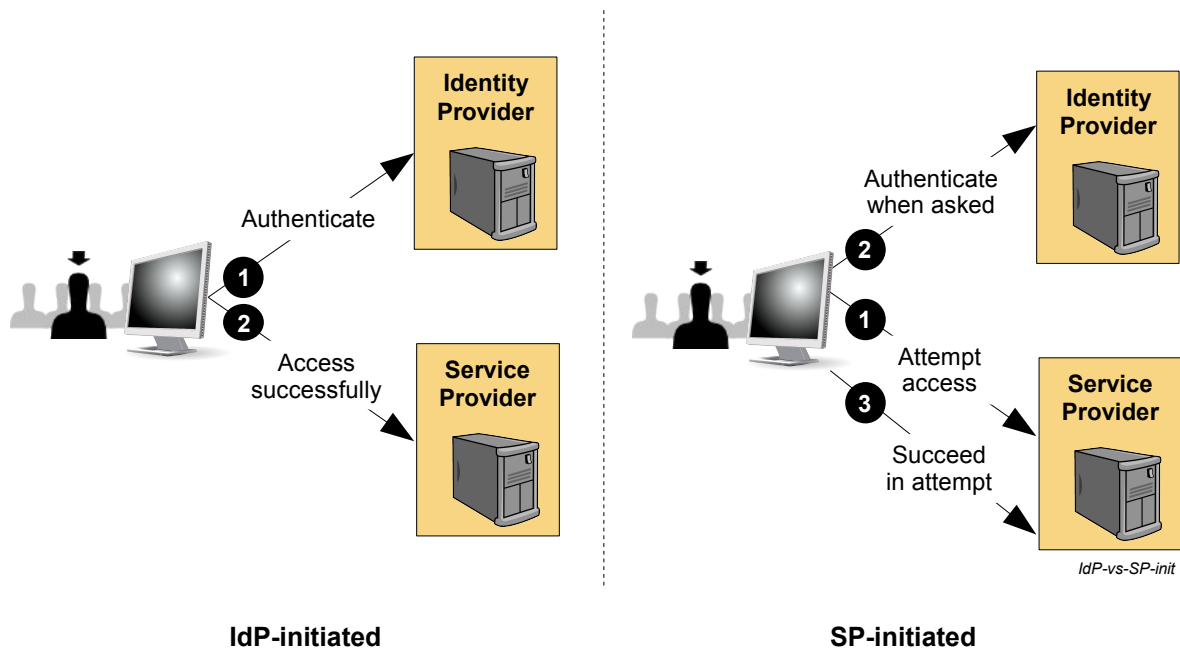 Identity
Provider
Authenticate
1
2
Access
successfully
Service
Provider
IdP-initiated
Identity
Provider
Authenticate
when asked
2
1
Attempt
access
3
Succeed
in attempt
Service
Provider
IdP-vs-SP-init
SP-initiated